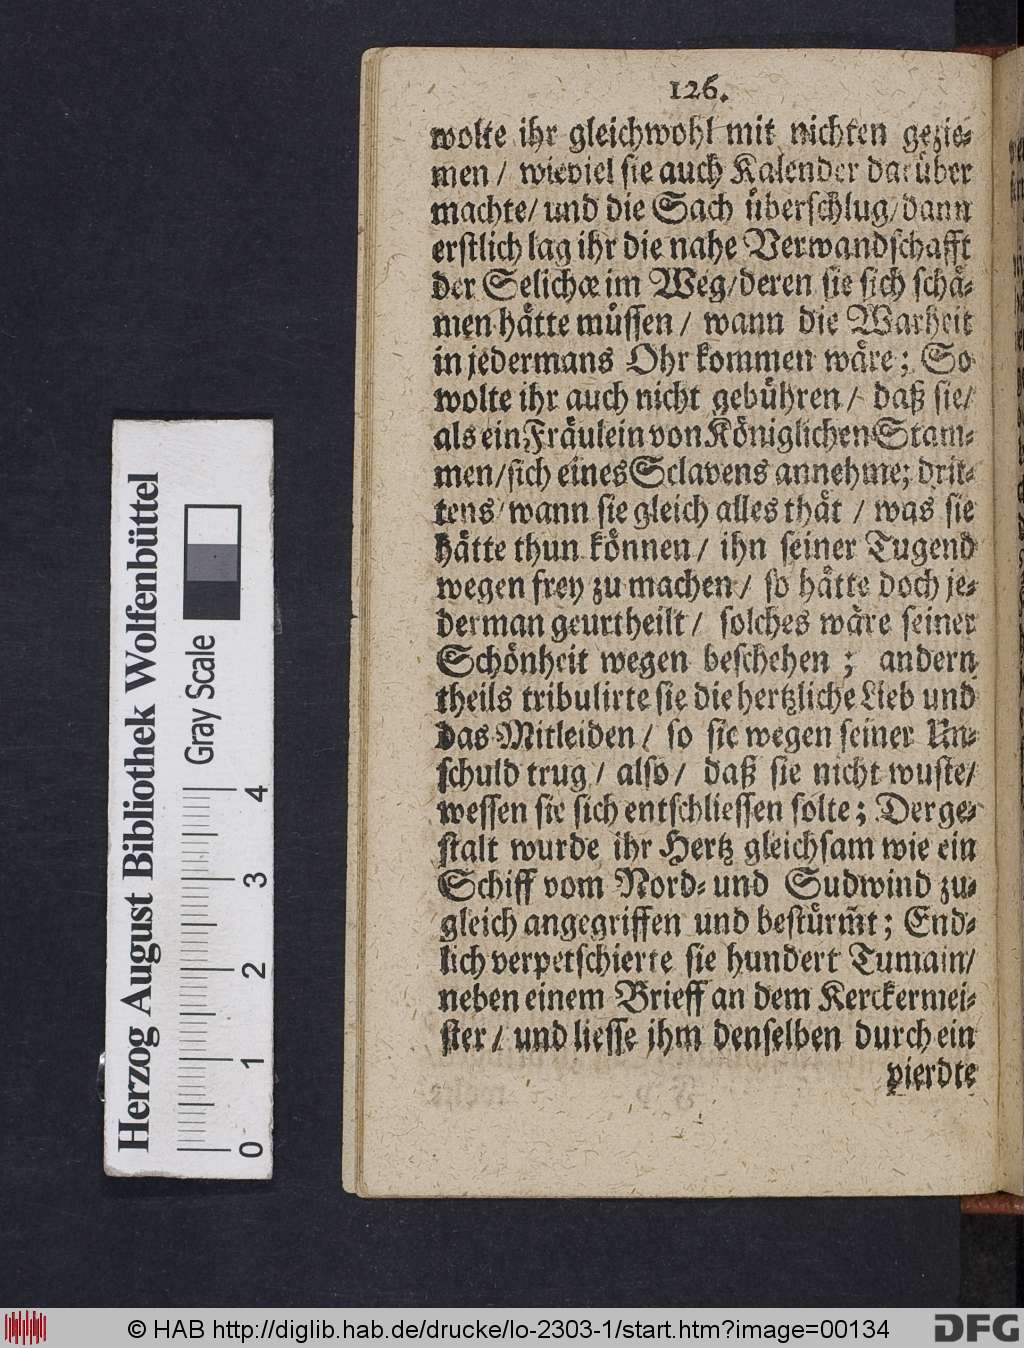 126.
wolte ihr gleichwohl mit nichten gezie⸗
men / wieviel sie auch Kalender darüber
machte / und die Sach überschlug / dann
erstlich lag ihr die nahe Verwandschafft
der Selichœ im Weg / deren sie sich schä⸗
men hätte müssen / wann die Warheit
in jedermans Ohr kommen wäre; So
wolte ihr auch nicht gebühren / daß sie /
als ein Fräulein von Königlichen Stam⸗
men / sich eines Sclavens annehme; drit⸗
tens / wann sie gleich alles thät / was sie
hätte thun können / ihn seiner Tugend
wegen frey zu machen / so hätte doch je⸗
derman geurtheilt / solches wäre seiner
Schönheit wegen beschehen ; andern
theils tribulirte sie die hertzliche Lieb und
das Mitleiden / so sie wegen seiner Un⸗
schuld trug / also / daß sie nicht wuste /
wessen sie sich entschliessen solte; Derge⸗
stalt wurde ihr Hertz gleichsam wie ein
Schiff vom Nord⸗ und Sudwind zu⸗
gleich angegriffen und bestürm̃t; End⸗
lich verpetschierte sie hundert Tumain /
neben einem Brieff an dem Kerckermei⸗
ster / und liesse ihm denselben durch ein
vierdte
Herzog August Bibliothek Wolfenbüttel
Gray Scale
0 1 2 3 4
© HAB http://diglib.hab.de/drucke/lo-2303-1/start.htm?image=00134
DFG